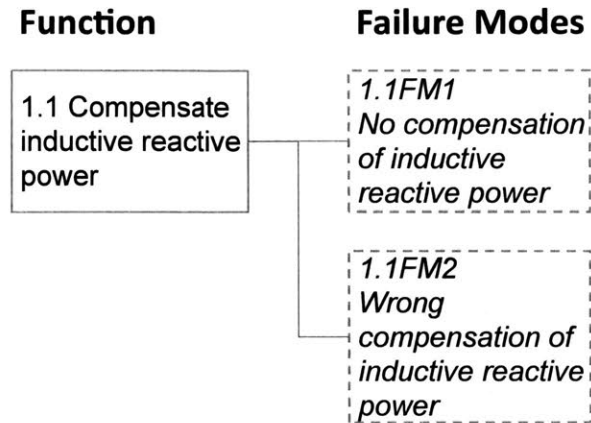 Function
Failure Modes
1.1 Compensate
inductive reactive
power
1.1FM1
No compensation
of inductive
reactive power
1.1FM2
Wrong
compensation of
inductive reactive
power